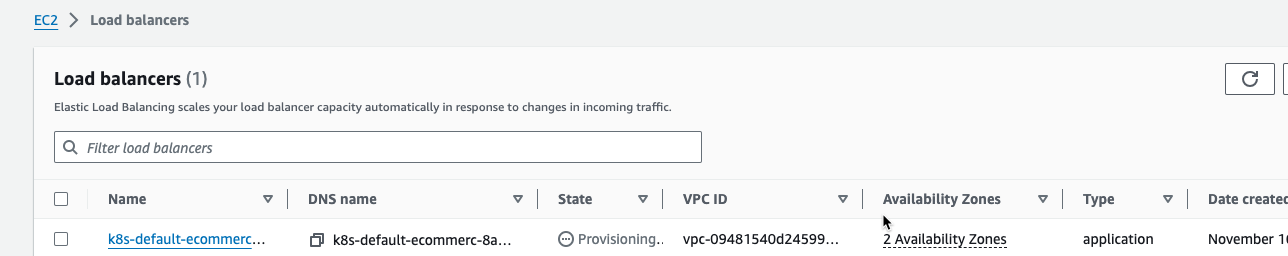 EC2 > Load balancers
Load balancers (1)
Elastic Load Balancing scales your load balancer capacity automatically in response to changes in incoming traffic.
Filter load balancers
Name DNS name State VPC ID Availability Zones Type Date created
k8s-default-ecommerc... k8s-default-ecommerc-8a... Provisioning.. vpc-09481540d24599... 2 Availability Zones application November